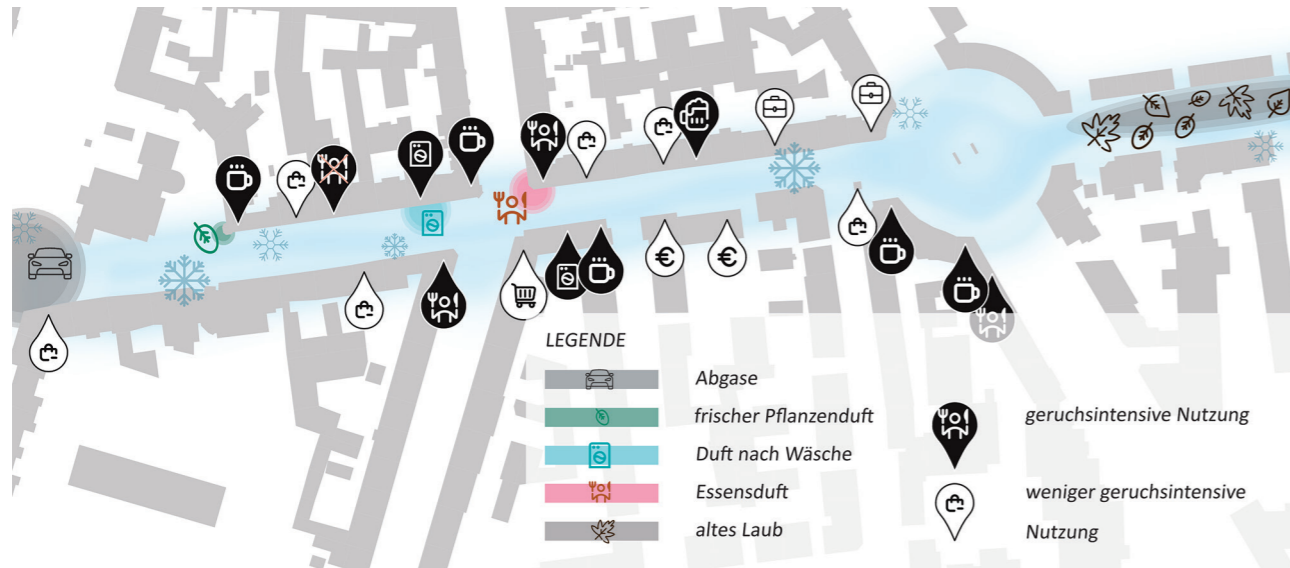 €
€
LEGENDE
Abgase
frischer Pflanzenduft
Duft nach Wäsche
Essensduft
altes Laub
geruchsintensive Nutzung
weniger geruchsintensive
Nutzung